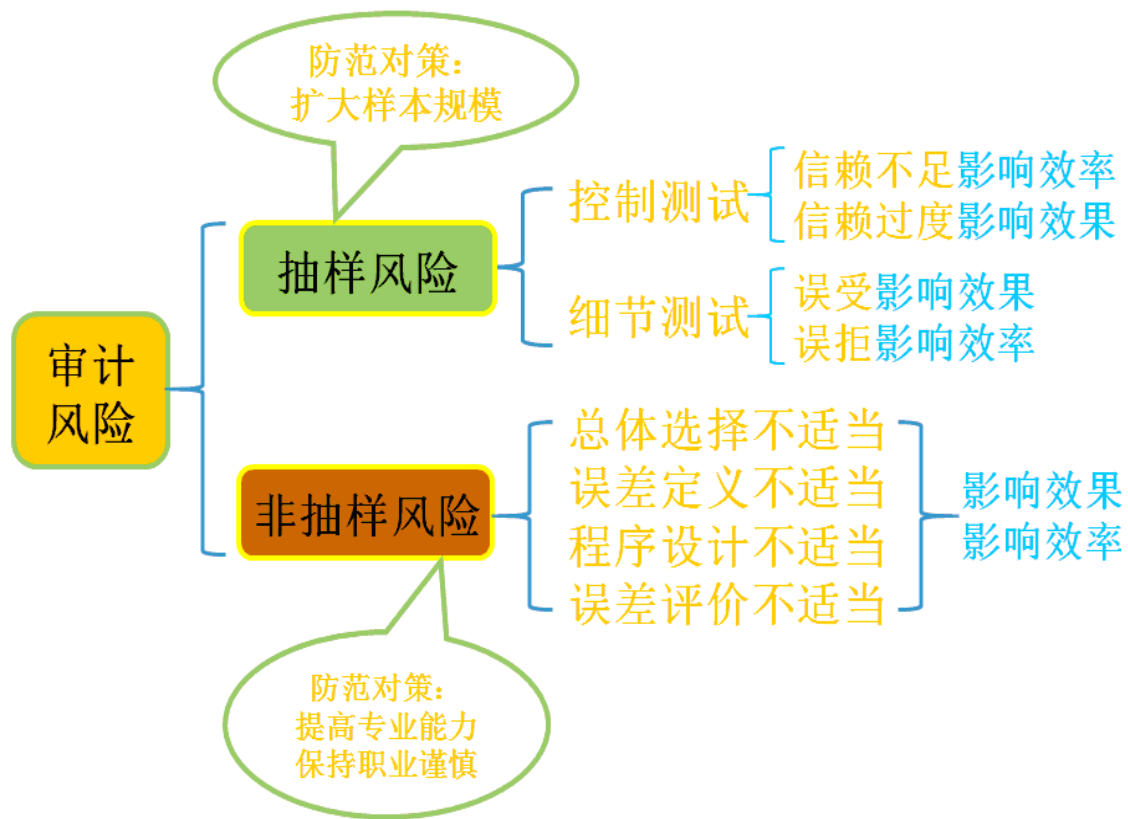 防范对策：
扩大样本规模
审计
风险
抽样风险
控制测试
信赖不足影响效率
信赖过度影响效果
细节测试
误受影响效果
误拒影响效率
非抽样风险
总体选择不适当
误差定义不适当
程序设计不适当
误差评价不适当
影响效果
影响效率
防范对策：
提高专业能力
保持职业谨慎